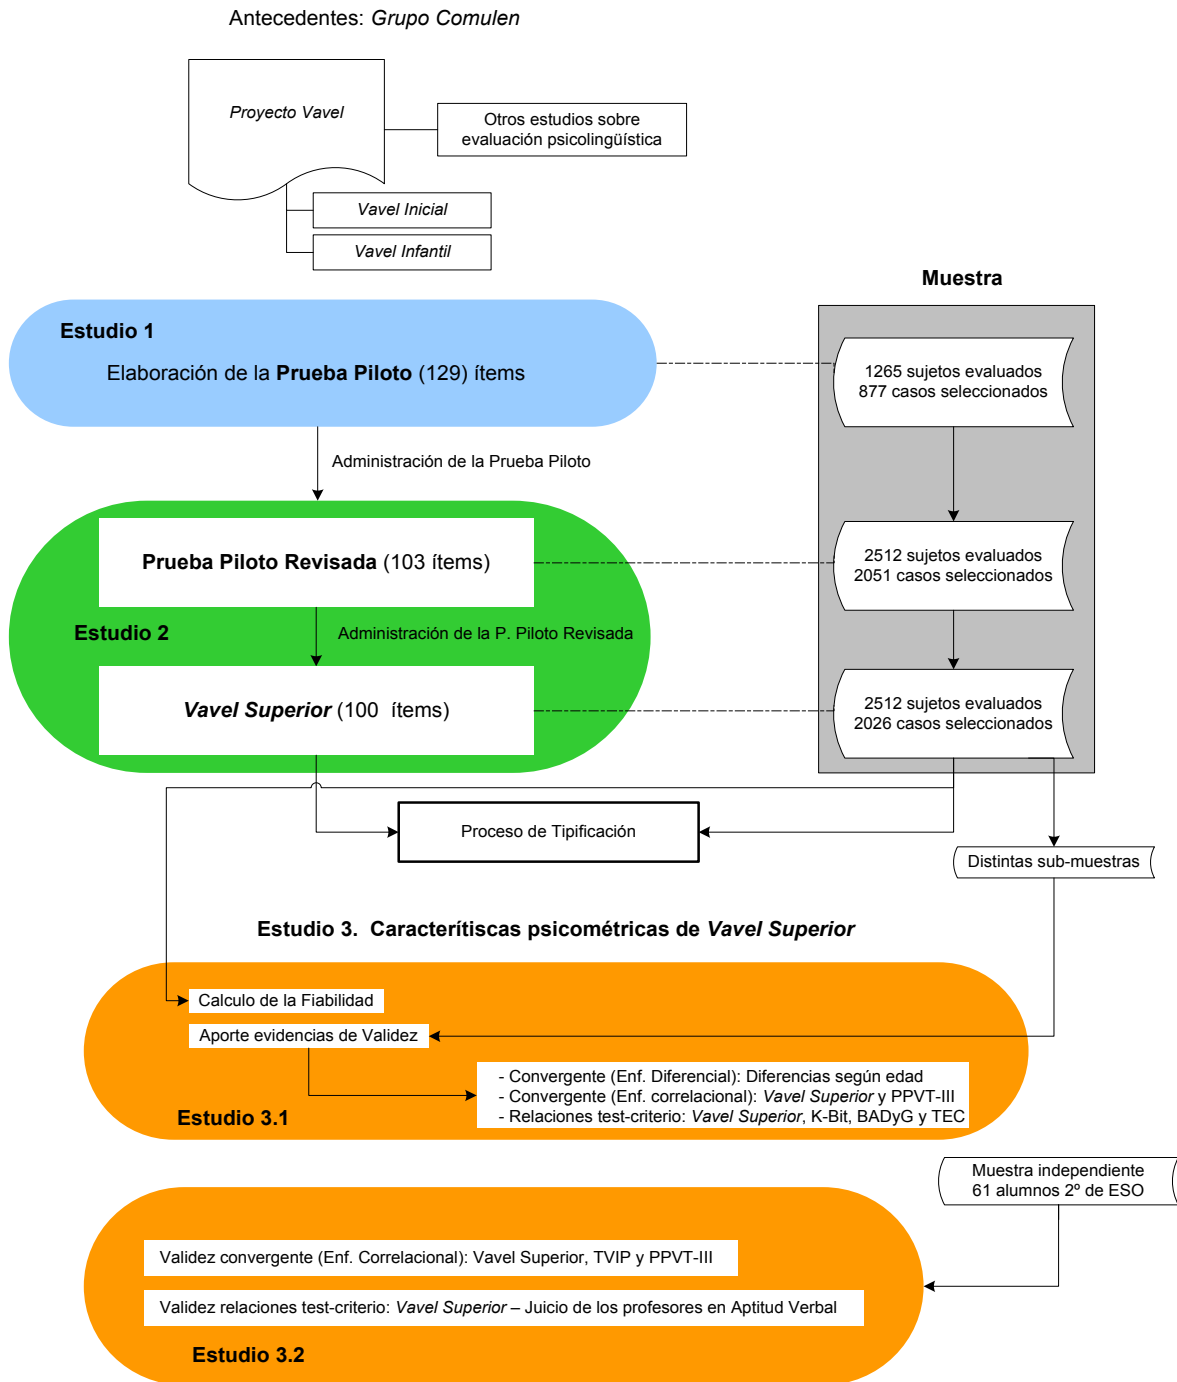 Antecedentes: Grupo Comulen
Proyecto Vavel
Otros estudios sobre
evaluación psicolingüística
Vavel Inicial
Vavel Infantil
Muestra
Estudio 1
Elaboración de la Prueba Piloto (129) ítems
1265 sujetos evaluados
877 casos seleccionados
Administración de la Prueba Piloto
Prueba Piloto Revisada (103 ítems)
2512 sujetos evaluados
2051 casos seleccionados
Estudio 2
Administración de la P. Piloto Revisada
Vavel Superior (100 ítems)
2512 sujetos evaluados
2026 casos seleccionados
Proceso de Tipificación
Distintas sub-muestras
Estudio 3. Caracterítiscas psicométricas de Vavel Superior
Calculo de la Fiabilidad
Aporte evidencias de Validez
- Convergente (Enf. Diferencial): Diferencias según edad
- Convergente (Enf. correlacional): Vavel Superior y PPVT-III
- Relaciones test-criterio: Vavel Superior, K-Bit, BADyG y TEC
Estudio 3.1
Muestra independiente
61 alumnos 2º de ESO
Validez convergente (Enf. Correlacional): Vavel Superior, TVIP y PPVT-III
Validez relaciones test-criterio: Vavel Superior – Juicio de los profesores en Aptitud Verbal
Estudio 3.2